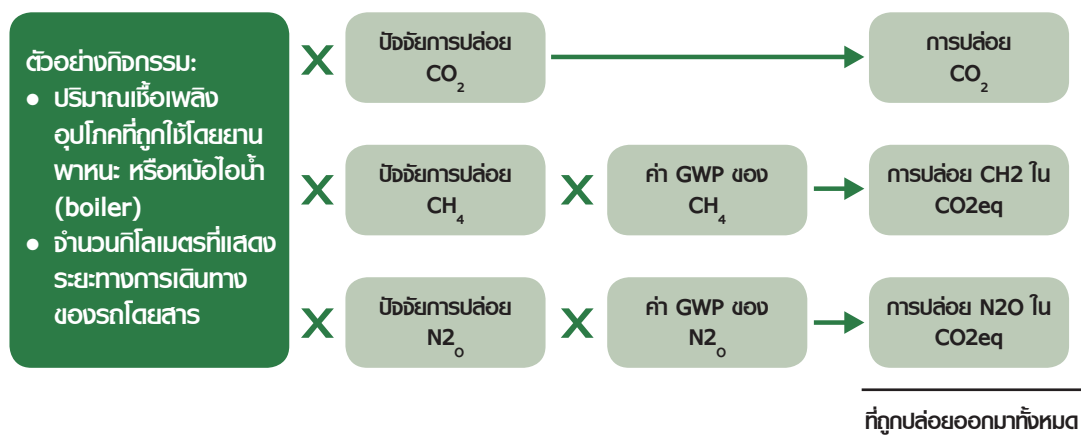 ตัวอย่างกิจกรรม:
● ปริมาณเชื้อเพลิง
อุปโภคที่ถูกใช้โดยยาน
พาหนะ หรือหม้อไอน้ำ
(boiler)
● จำนวนกิโลเมตรที่แสดง
ระยะทางการเดินทาง
ของรถโดยสาร
X
ปัจจัยการปล่อย
CO₂
การปล่อย
CO₂
X
ปัจจัยการปล่อย
CH₄
X
ค่า GWP ของ
CH₄
การปล่อย CH2 ใน
CO2eq
X
ปัจจัยการปล่อย
N2ₒ
X
ค่า GWP ของ
N2ₒ
การปล่อย N2O ใน
CO2eq
ที่ถูกปล่อยออกมาทั้งหมด